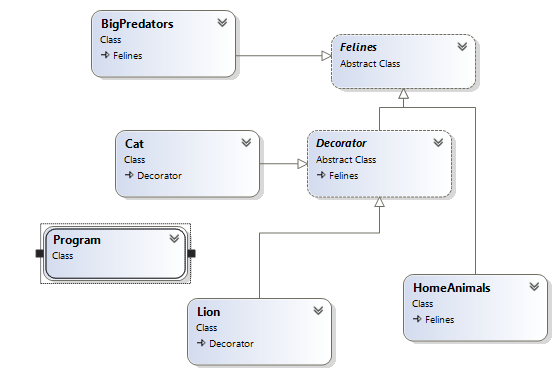 BigPredators
Class
Felines
Felines
Abstract Class
Cat
Class
Decorator
Decorator
Abstract Class
Felines
Program
Class
Lion
Class
Decorator
HomeAnimals
Class
Felines